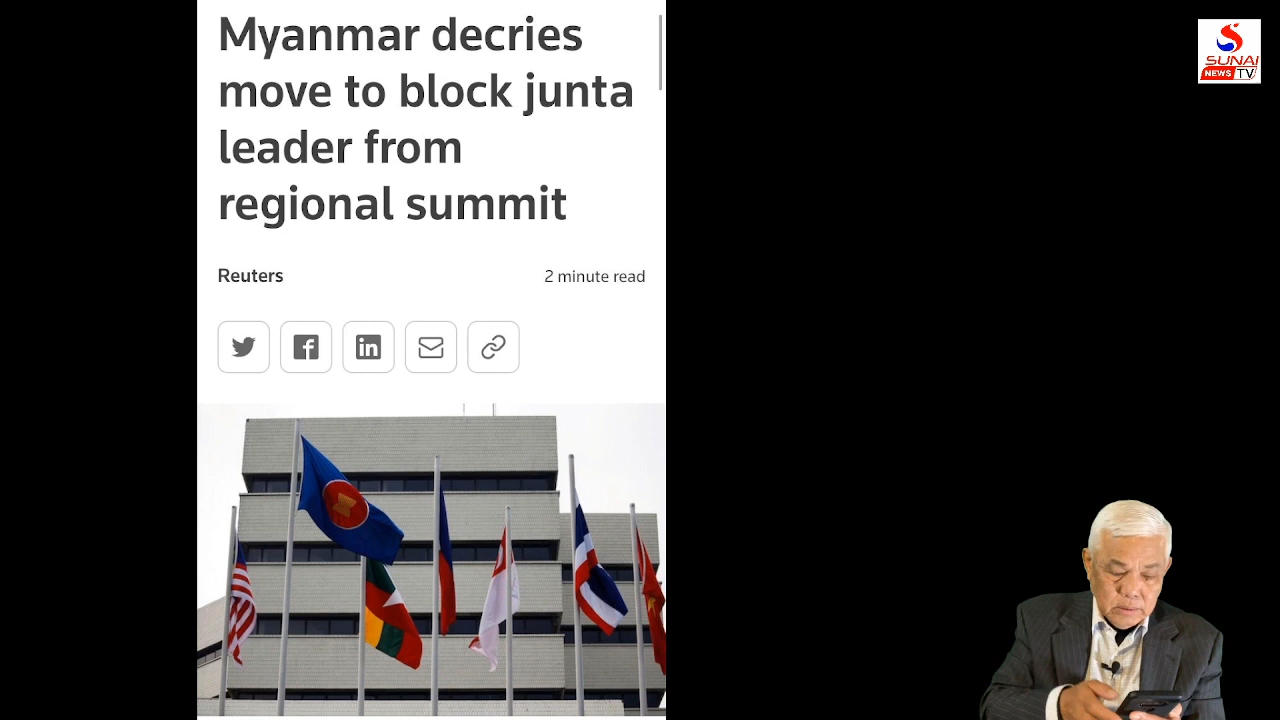 Myanmar decries
move to block junta
leader from
regional summit
Reuters
2 minute read
SUNAI
NEWS TV